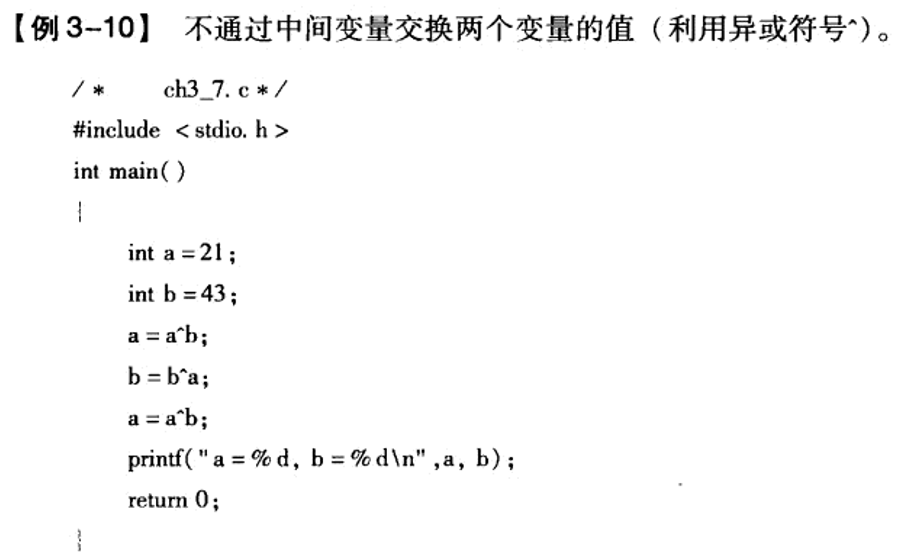 【例3-10】 不通过中间变量交换两个变量的值（利用异或符号^）。
/* ch3_7. c */
#include <stdio. h>
int main( )
{
int a =21;
int b =43;
a = a^b;
b = b^a;
a = a^b;
printf("a = % d, b = % d\n" ,a, b);
return 0;
}